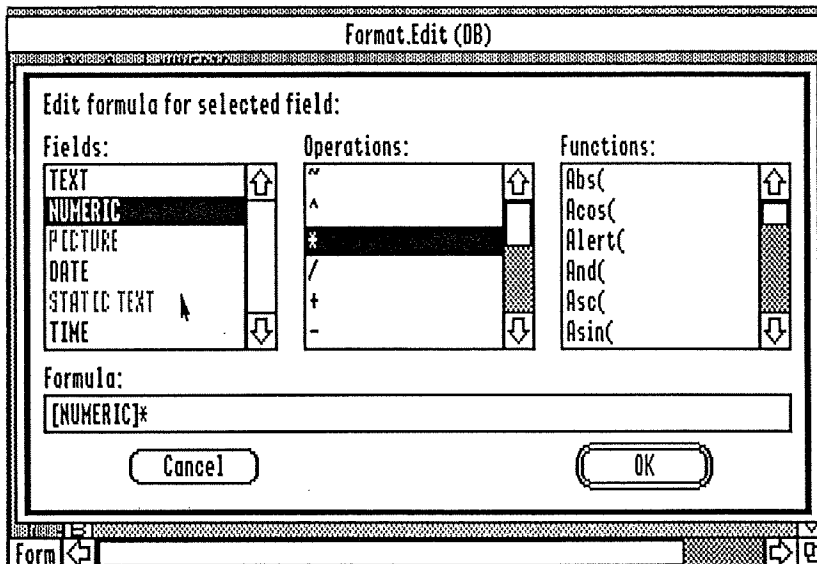 Format.Edit (DB)
Edit formula for selected field:
Fields:
TEXT
NUMERIC
PICTURE
DATE
STATIC TEXT
TIME
Operations:
~
^
*
/
+
-
Functions:
Abs(
Acos(
Alert(
And(
Asc(
Asin(
Formula:
[NUMERIC]*
Cancel
OK
B
Form